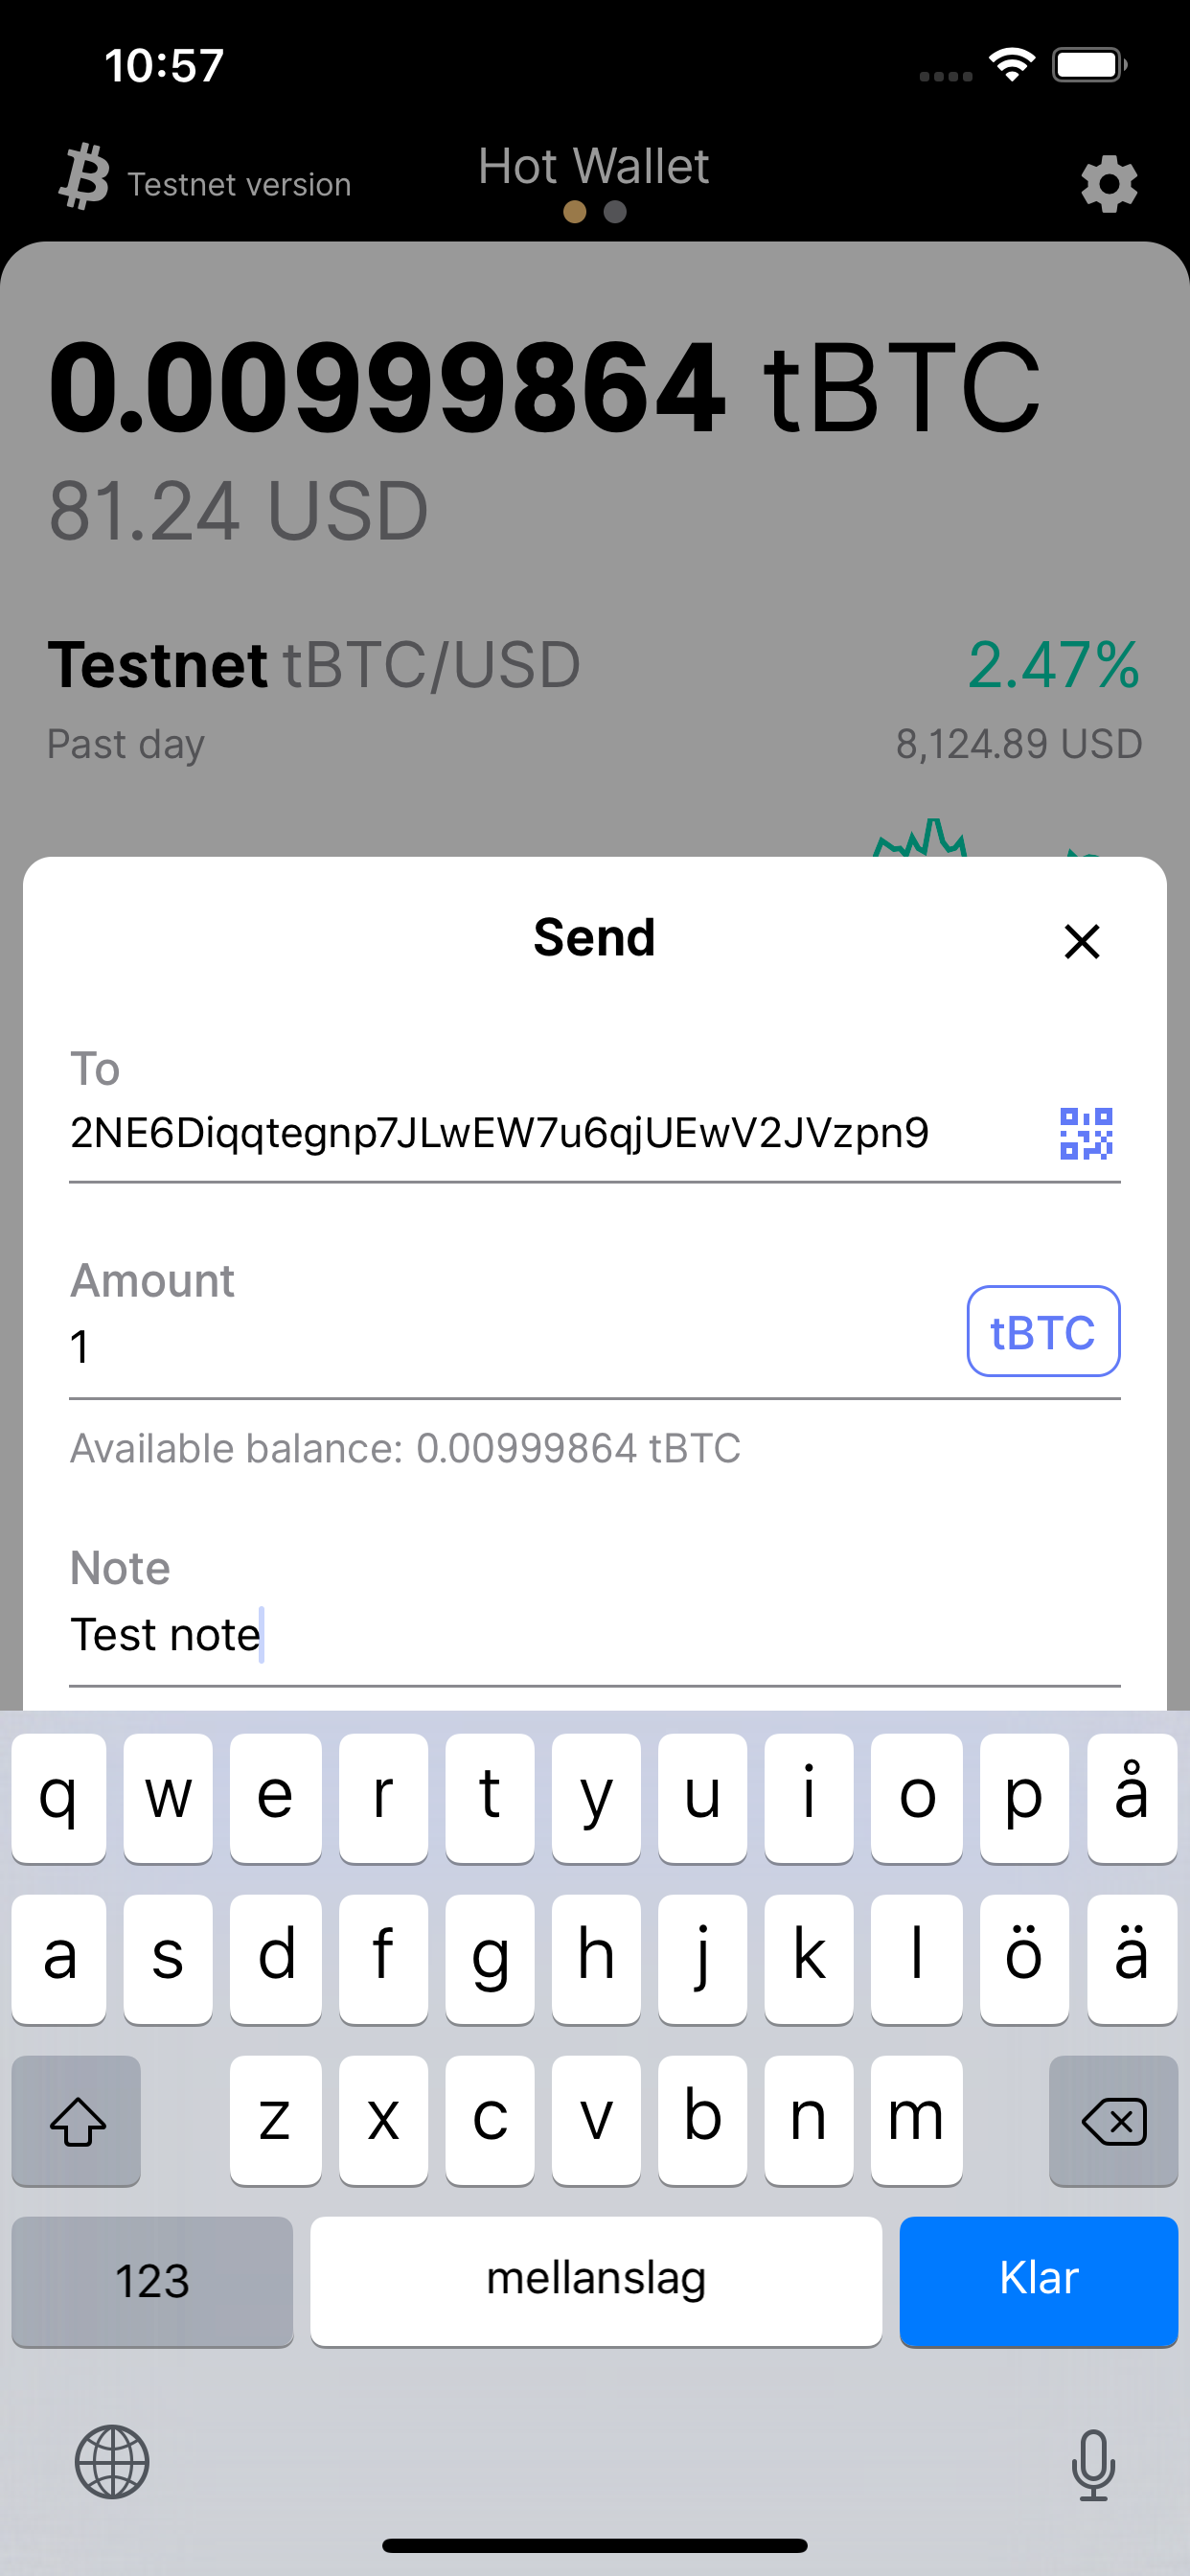 10:57
Testnet version
Hot Wallet
0.00999864 tBTC
81.24 USD
Testnet tBTC/USD 2.47%
Past day 8,124.89 USD
Send
To
2NE6Diqqtegnp7JLwEW7u6qjUEwV2JVzpn9
Amount
1 tBTC
Available balance: 0.00999864 tBTC
Note
Test note
q w e r t y u i o p å
a s d f g h j k l ö ä
z x c v b n m
123 mellanslag Klar